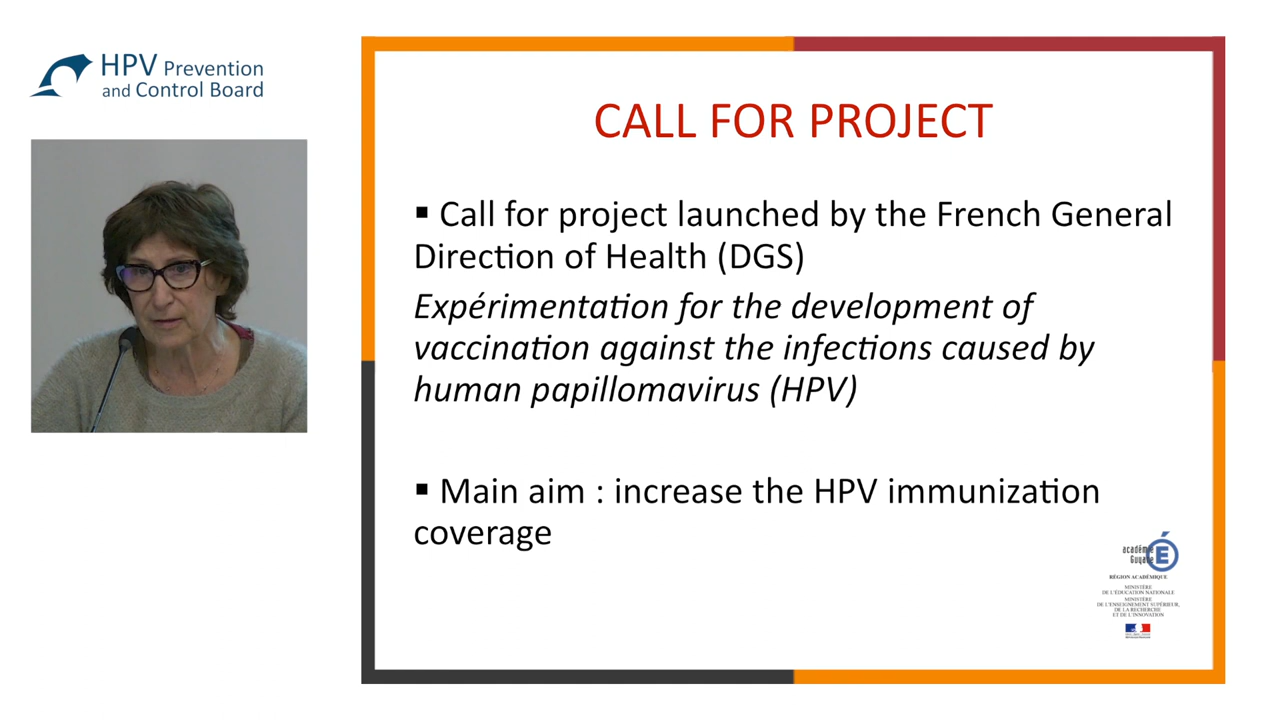 HPV Prevention
and Control Board
CALL FOR PROJECT
▪ Call for project launched by the French General
Direction of Health (DGS)
Expérimentation for the development of
vaccination against the infections caused by
human papillomavirus (HPV)
▪ Main aim : increase the HPV immunization
coverage
académie
Guyane
RÉGION ACADÉMIQUE
MINISTÈRE
DE L'ÉDUCATION NATIONALE
MINISTÈRE
DE L'ENSEIGNEMENT SUPÉRIEUR,
DE LA RECHERCHE
ET DE L'INNOVATION